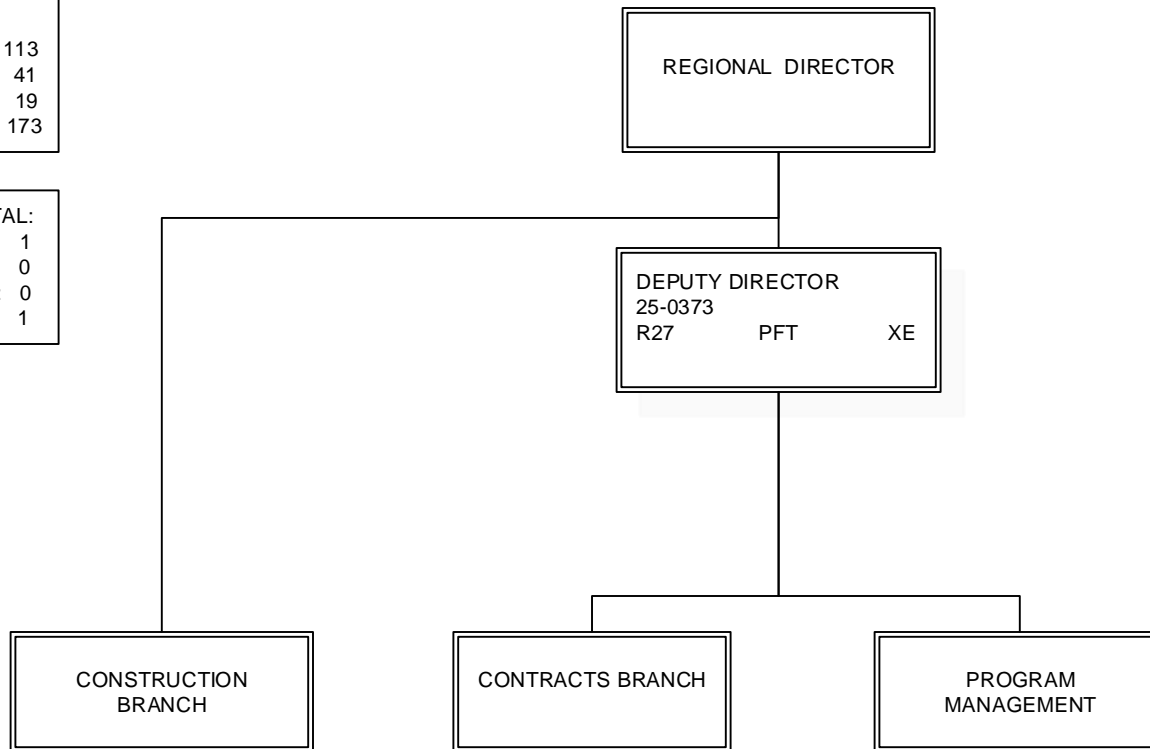 113
41
19
173
REGIONAL DIRECTOR
TAL:
1
0
: 0
1
DEPUTY DIRECTOR
25-0373
R27 PFT XE
CONSTRUCTION
BRANCH
CONTRACTS BRANCH
PROGRAM
MANAGEMENT